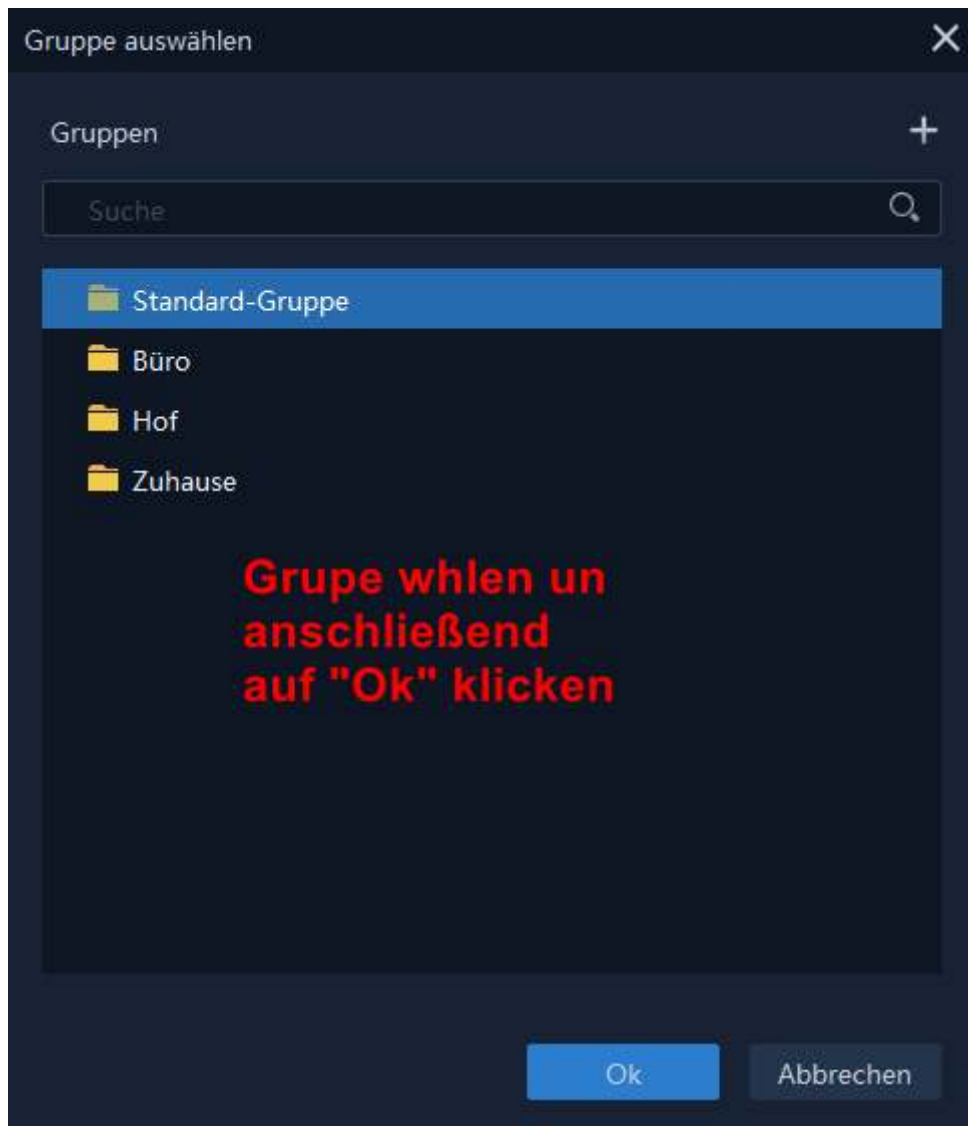 Gruppe auswählen
Gruppen
Suche
Standard-Gruppe
Büro
Hof
Zuhause
Grupe whlen un
anschließend
auf "Ok" klicken
Ok
Abbrechen